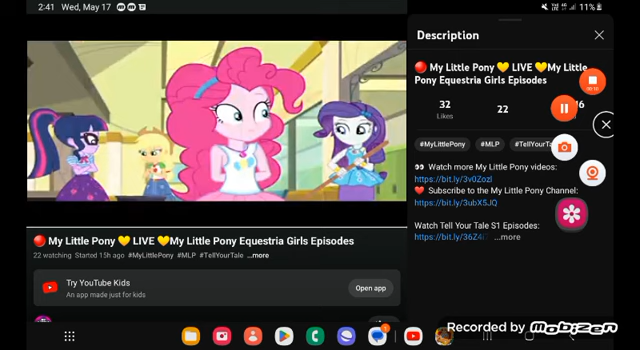 2:41 Wed, May 17
11%
Description
🔴 My Little Pony 💛 LIVE 💛My Little
Pony Equestria Girls Episodes
32
22
Likes
#MyLittlePony #MLP
👀 Watch more My Little Pony videos:
https://bit.ly/3v0Zozl
❤️ Subscribe to the My Little Pony Channel:
https://bit.ly/3ubX5JQ
Watch Tell Your Tale S1 Episodes:
...more
🔴 My Little Pony 💛 LIVE 💛My Little Pony Equestria Girls Episodes
22 watching Started 15h ago #MyLittlePony #MLP #TellYourTale ...more
Try YouTube Kids
An app made just for kids
Open app
Recorded by mobizen